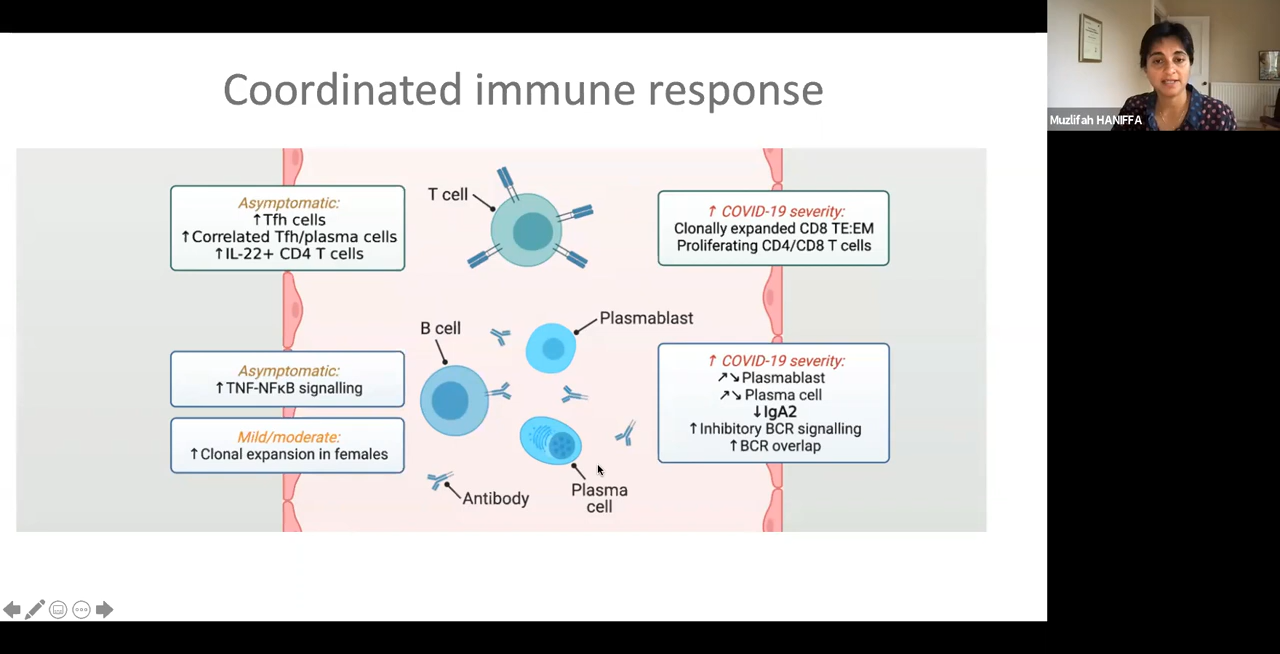 Coordinated immune response
Muzlifah HANIFFA
Asymptomatic:
↑Tfh cells
↑Correlated Tfh/plasma cells
↑IL-22+ CD4 T cells
T cell
↑ COVID-19 severity:
Clonally expanded CD8 TE:EM
Proliferating CD4/CD8 T cells
Asymptomatic:
↑TNF-NFκB signalling
Mild/moderate:
↑Clonal expansion in females
B cell
Plasmablast
Antibody
Plasma
cell
↑ COVID-19 severity:
↗↘ Plasmablast
↗↘ Plasma cell
↓IgA2
↑Inhibitory BCR signalling
↑BCR overlap